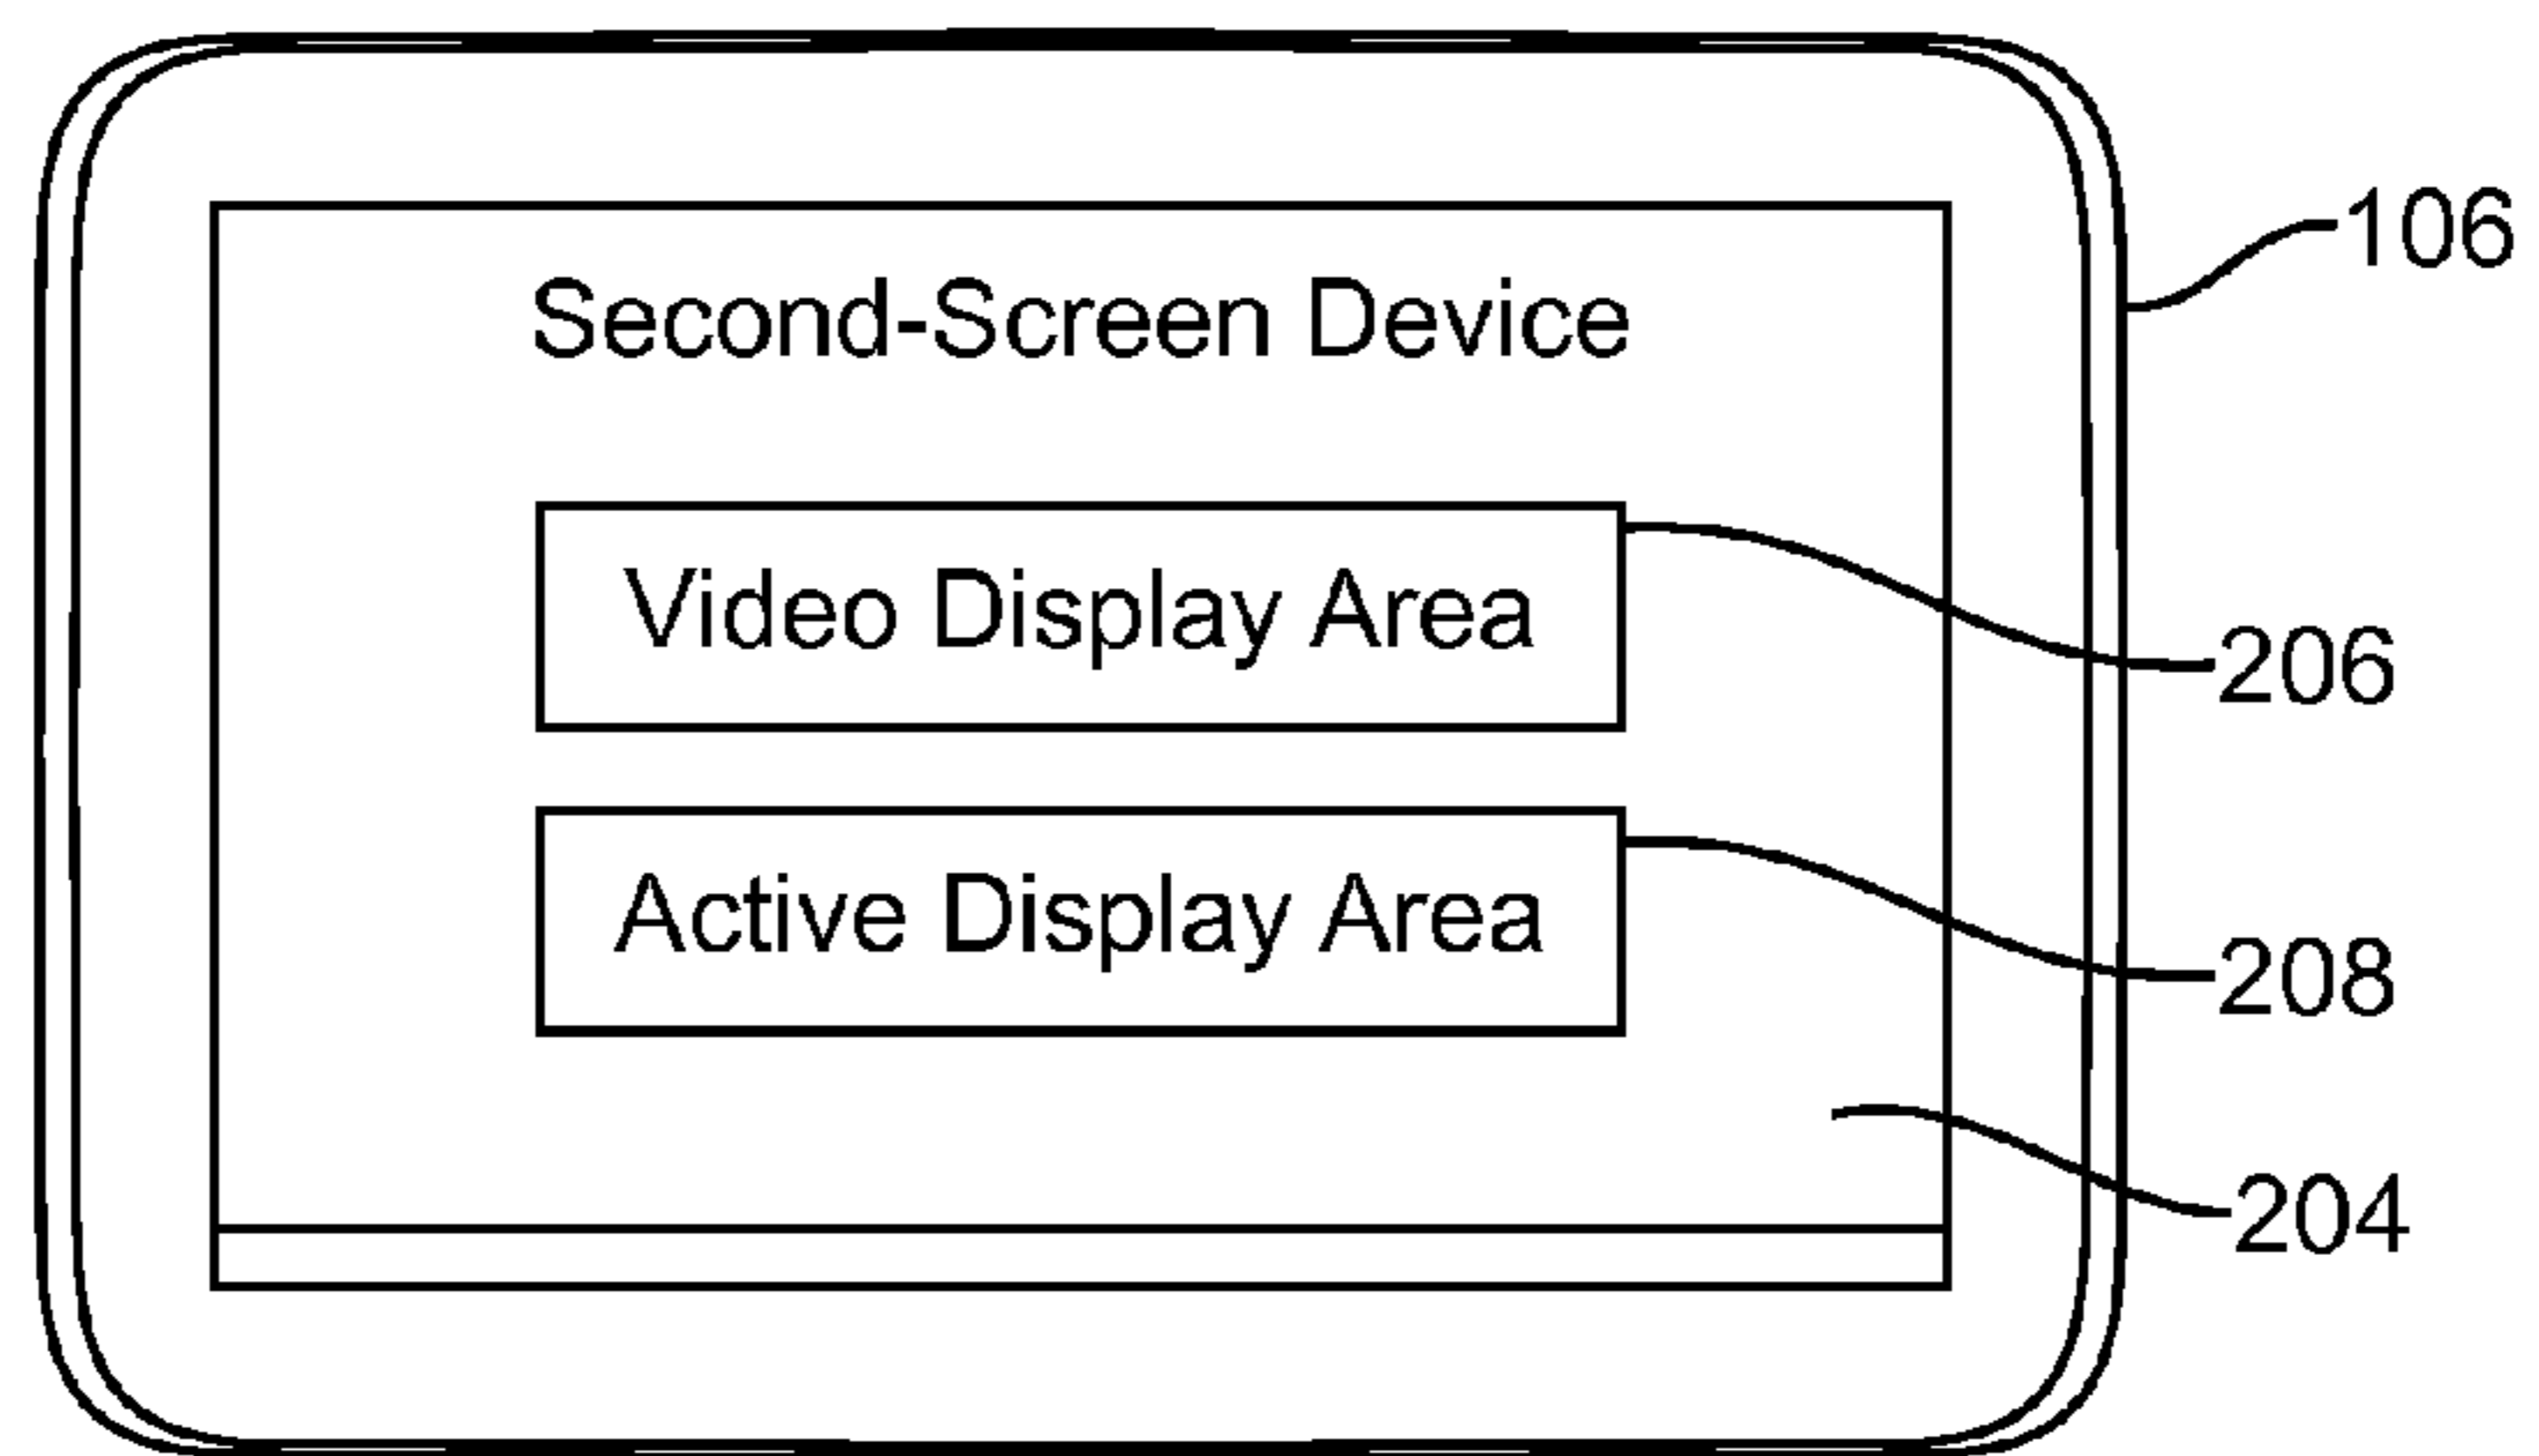 Second-Screen Device
106
Video Display Area
206
Active Display Area
208
204